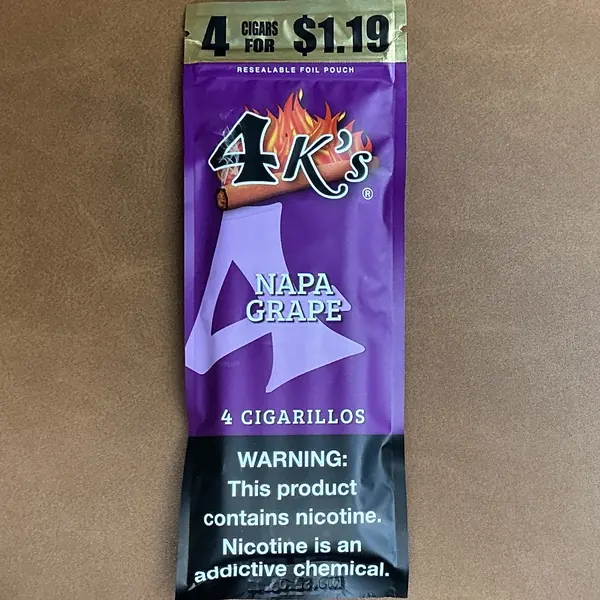 4 CIGARS FOR $1.19
RESEALABLE FOIL POUCH
4K's®
NAPA
GRAPE
4 CIGARILLOS
WARNING:
This product
contains nicotine.
Nicotine is an
addictive chemical.